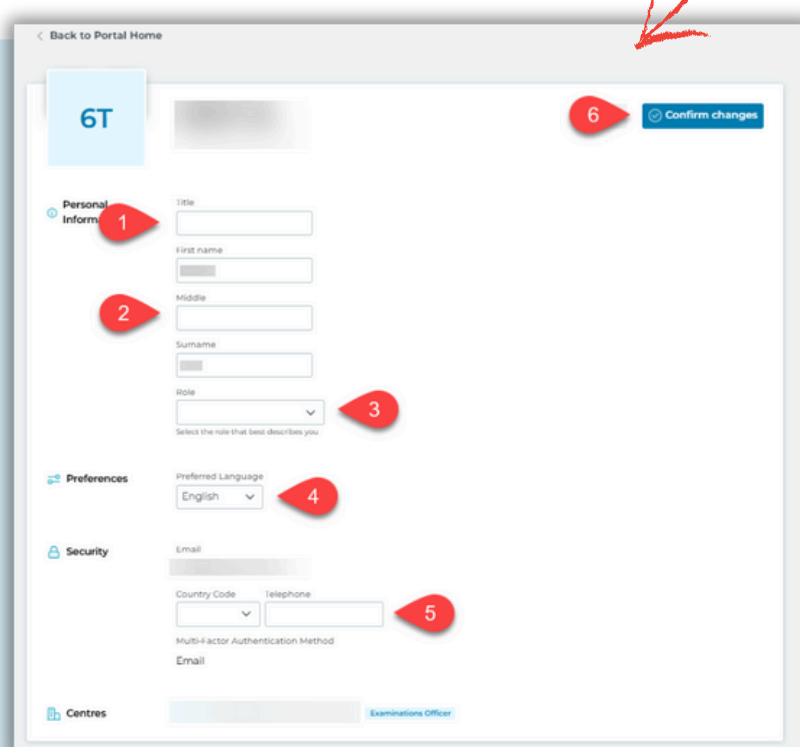 Back to Portal Home
6T
6
Confirm changes
Personal
Inform
1
Title
First name
2
Middle
Surname
Role
3
Select the role that best describes you
Preferences
Preferred Language
English
4
Security
Email
Country Code Telephone
5
Multi-Factor Authentication Method
Email
Centres
Examinations Officer